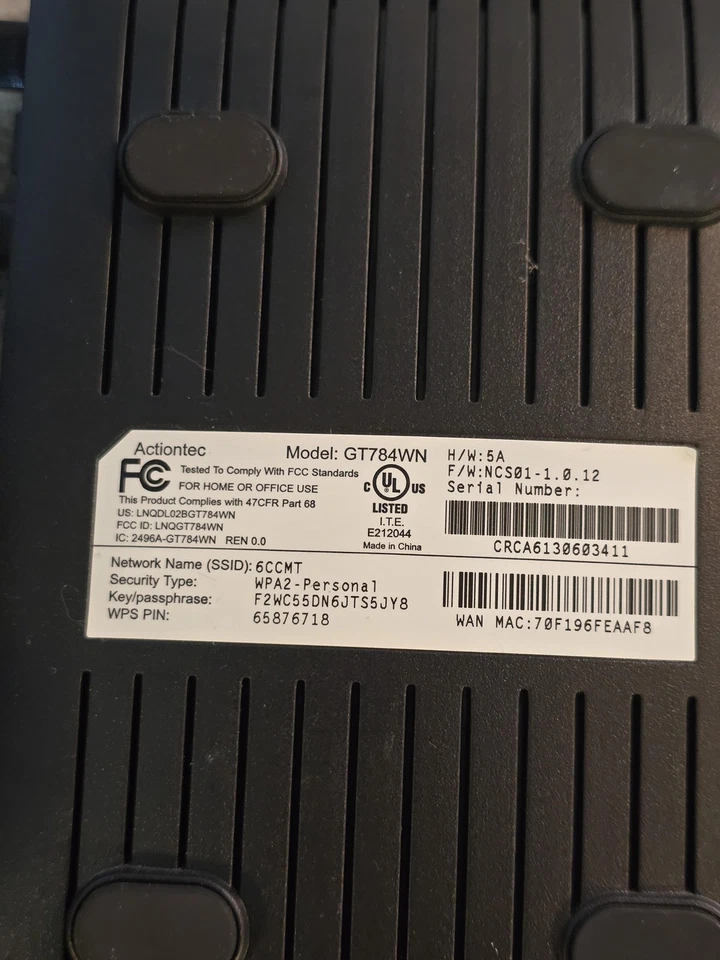 Actiontec Model: GT784WN
FC Tested To Comply With FCC Standards
FOR HOME OR OFFICE USE
This Product Complies with 47CFR Part 68
US: LNQDL02BGT784WN
FCC ID: LNQGT784WN
IC: 2496A-GT784WN REN 0.0
C UL US
LISTED
I.T.E.
E212044
Made in China
H/W:5A
F/W:NCS01-1.0.12
Serial Number:
CRCA6130603411
Network Name (SSID): 6CCMT
Security Type: WPA2-Personal
Key/passphrase: F2WC55DN6JTS5JY8
WPS PIN: 65876718
WAN MAC:70F196FEAAF8